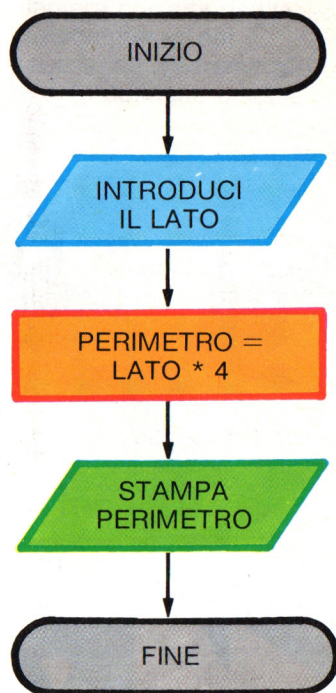 INIZIO
INTRODUCI
IL LATO
PERIMETRO =
LATO * 4
STAMPA
PERIMETRO
FINE